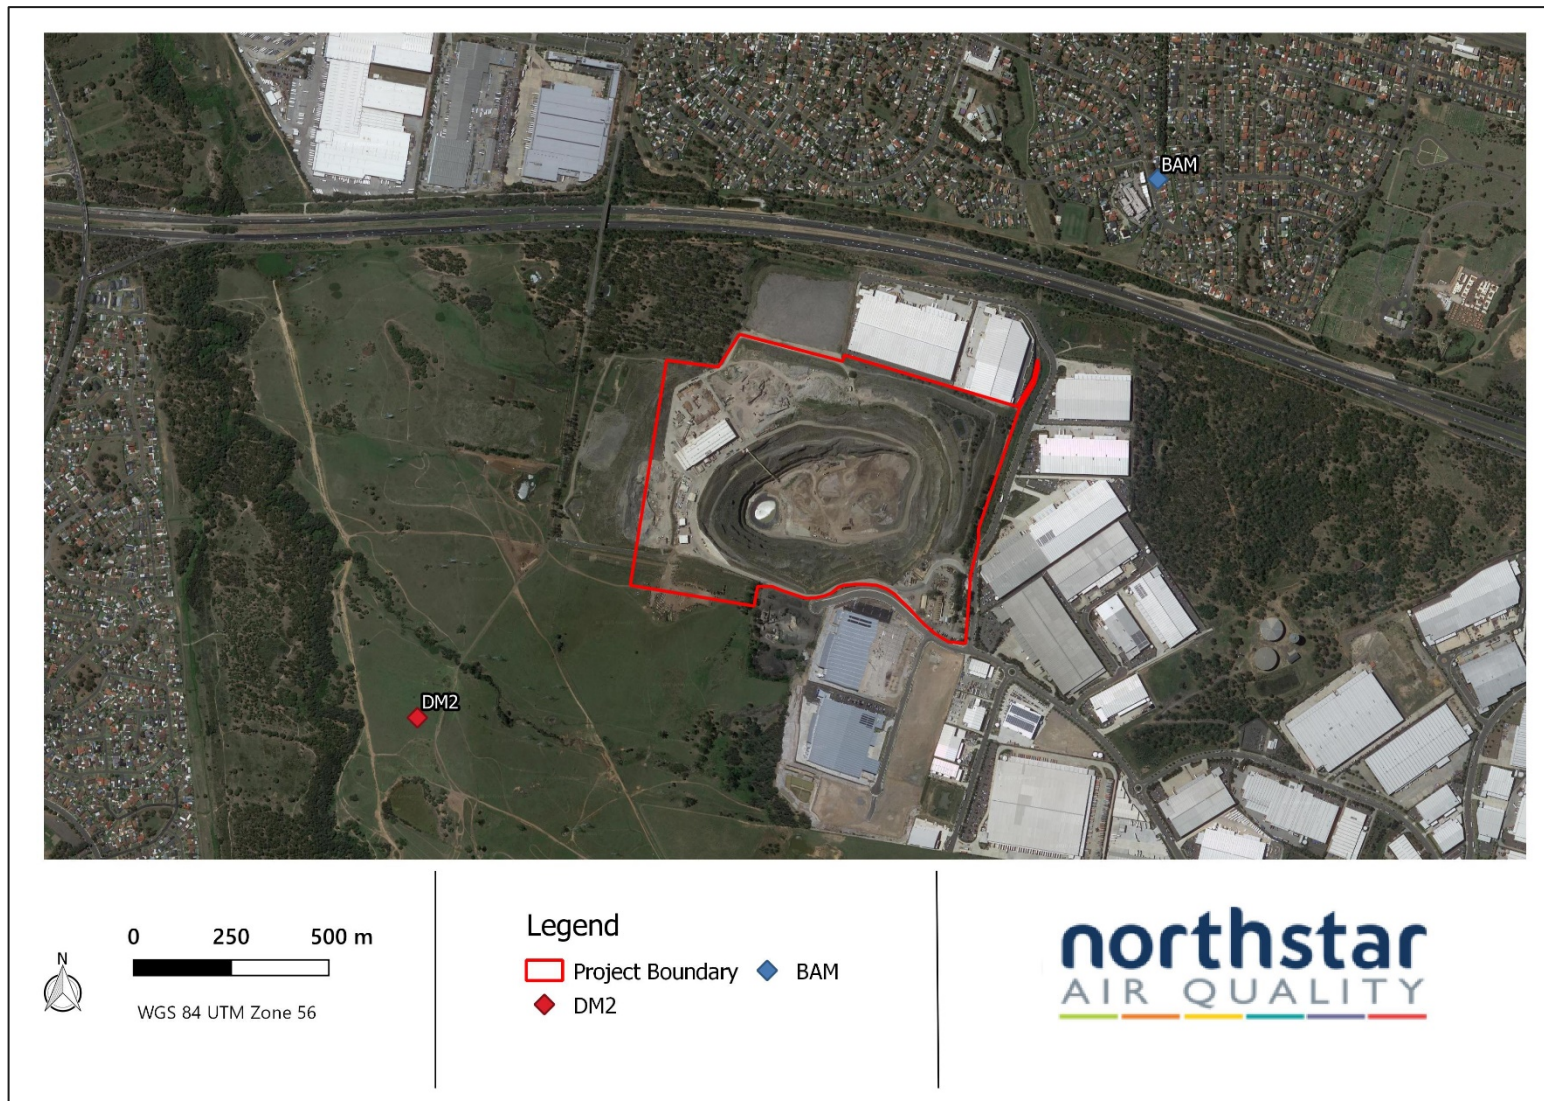 BAM
DM2
0 250 500 m
N
WGS 84 UTM Zone 56
Legend
Project Boundary
BAM
DM2
northstar
AIR QUALITY